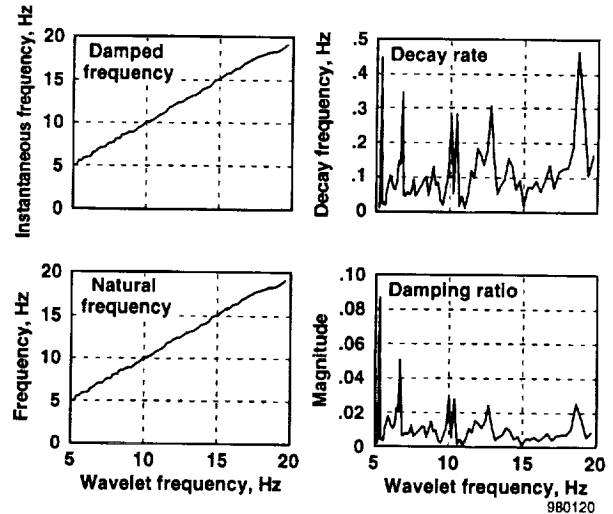 Instantaneous frequency, Hz
20
15
10
5
0
Damped
frequency
Decay frequency, Hz
.5
.4
.3
.2
.1
0
Decay rate
Frequency, Hz
20
15
10
5
0
Natural
frequency
5 10 15 20
Wavelet frequency, Hz
Magnitude
.10
.08
.06
.04
.02
0
Damping ratio
5 10 15 20
Wavelet frequency, Hz
980120